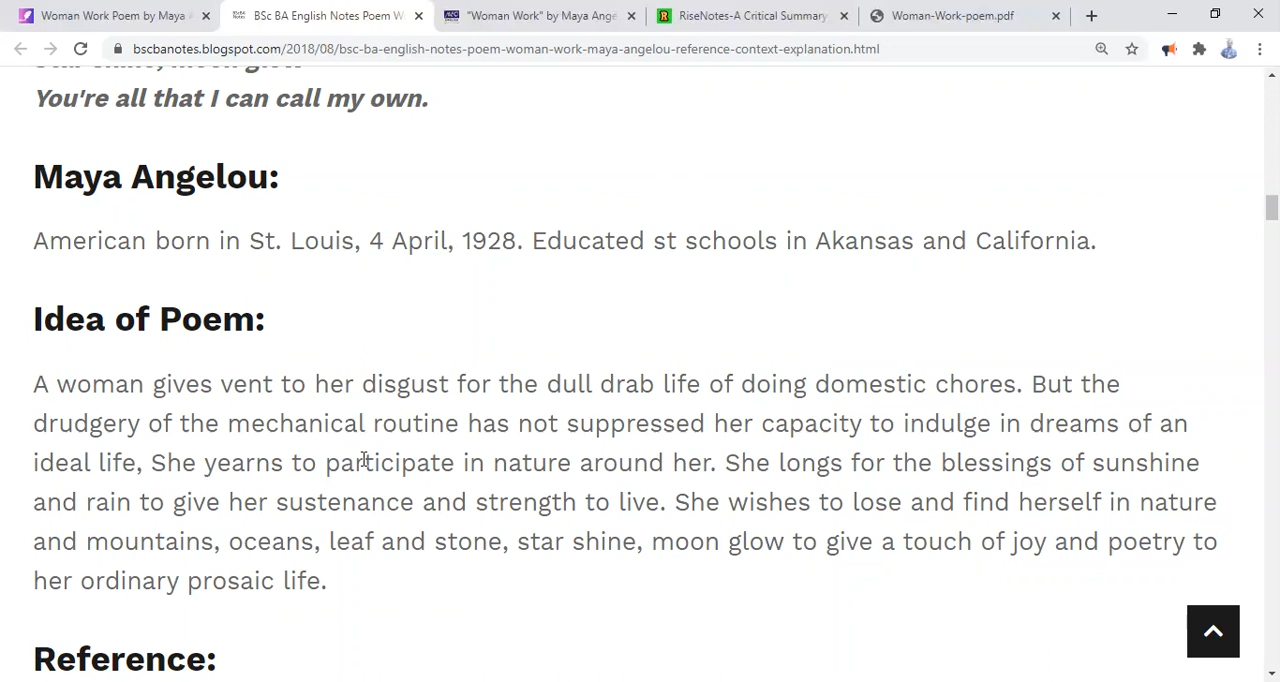 Woman Work Poem by Maya A
BSc BA English Notes Poem W
"Woman Work" by Maya Ange
RiseNotes-A Critical Summary
Woman-Work-poem.pdf
bscbanotes.blogspot.com/2018/08/bsc-ba-english-notes-poem-woman-work-maya-angelou-reference-context-explanation.html
You're all that I can call my own.
Maya Angelou:
American born in St. Louis, 4 April, 1928. Educated st schools in Akansas and California.
Idea of Poem:
A woman gives vent to her disgust for the dull drab life of doing domestic chores. But the
drudgery of the mechanical routine has not suppressed her capacity to indulge in dreams of an
ideal life, She yearns to participate in nature around her. She longs for the blessings of sunshine
and rain to give her sustenance and strength to live. She wishes to lose and find herself in nature
and mountains, oceans, leaf and stone, star shine, moon glow to give a touch of joy and poetry to
her ordinary prosaic life.
Reference: